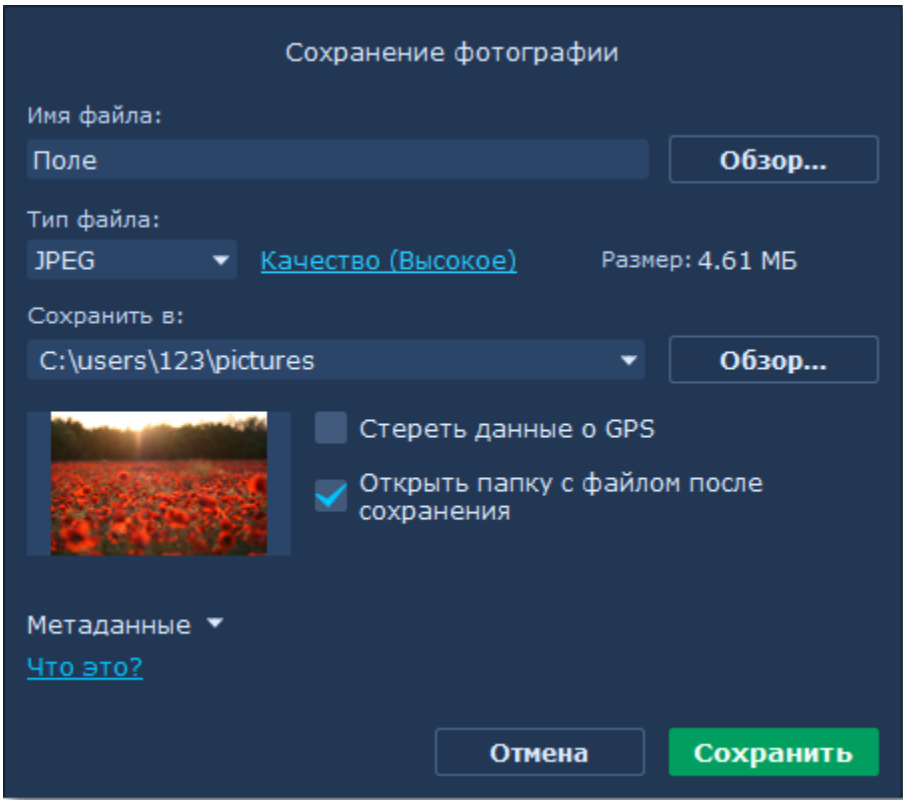 Сохранение фотографии
Имя файла:
Поле
Обзор...
Тип файла:
JPEG
Качество (Высокое)
Размер: 4.61 МБ
Сохранить в:
C:\users\123\pictures
Обзор...
Стереть данные о GPS
Открыть папку с файлом после
сохранения
Метаданные
Что это?
Отмена
Сохранить